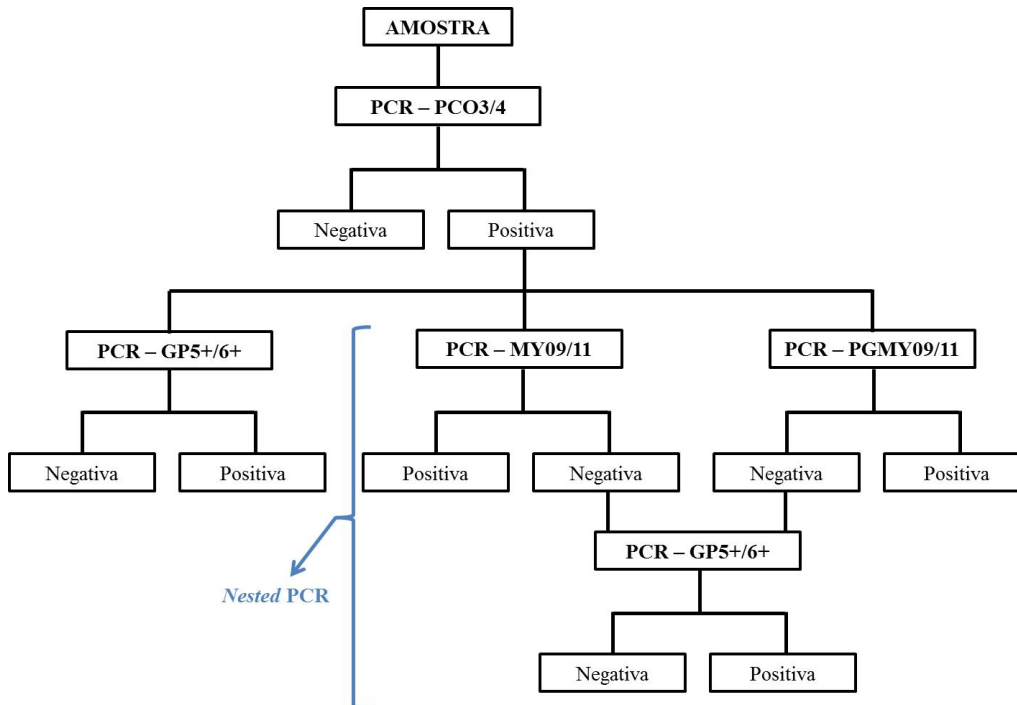 AMOSTRA
PCR – PCO3/4
Negativa
Positiva
PCR – GP5+/6+
PCR – MY09/11
PCR – PGMY09/11
Negativa
Positiva
Positiva
Negativa
Negativa
Positiva
PCR – GP5+/6+
Nested PCR
Negativa
Positiva